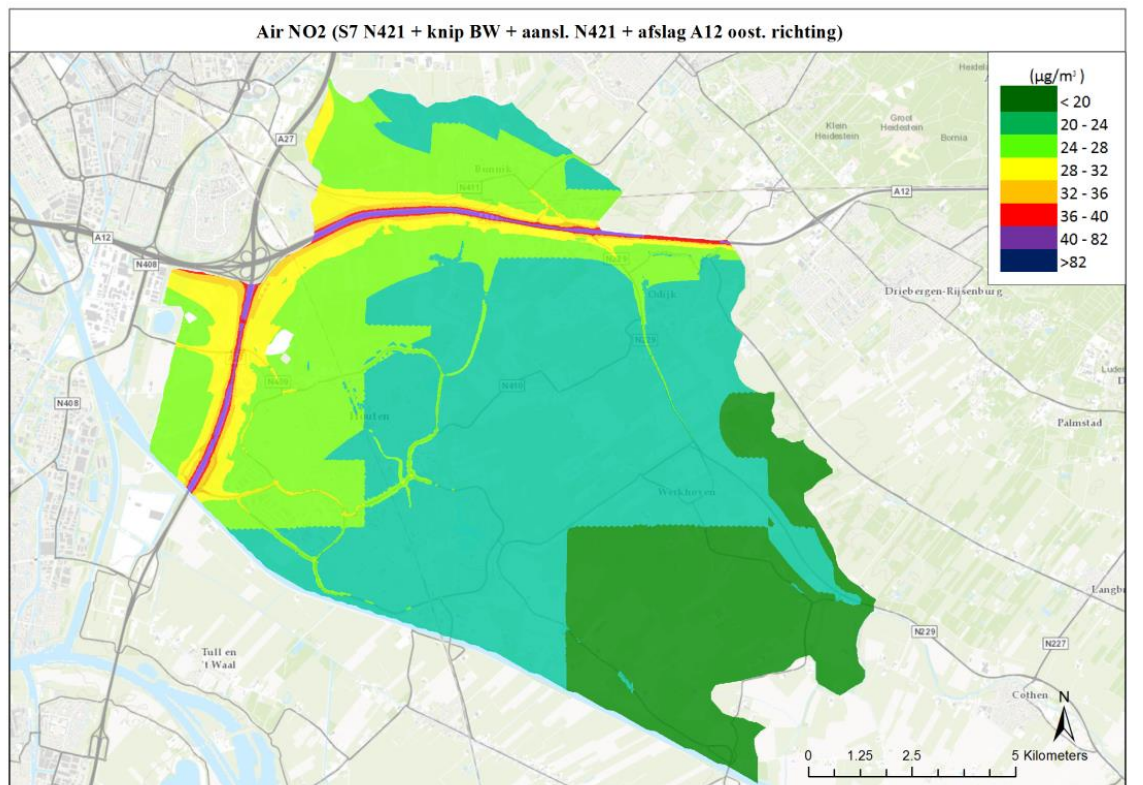 Air NO2 (S7 N421 + knip BW + aansl. N421 + afslag A12 oost. richting)
(µg/m³)
< 20
20 - 24
24 - 28
28 - 32
32 - 36
36 - 40
40 - 82
>82
Klein
Heidestein
Groot
Heidestein
Bornia
A27
Bunnik
N411
A12
A12
N408
N229
Odijk
Driebergen-Rijsenburg
N229
N409
N410
Houten
N408
Palmstad
Werkhoven
N229
N227
Tull en
't Waal
Cothen
N
0 1.25 2.5 5 Kilometers